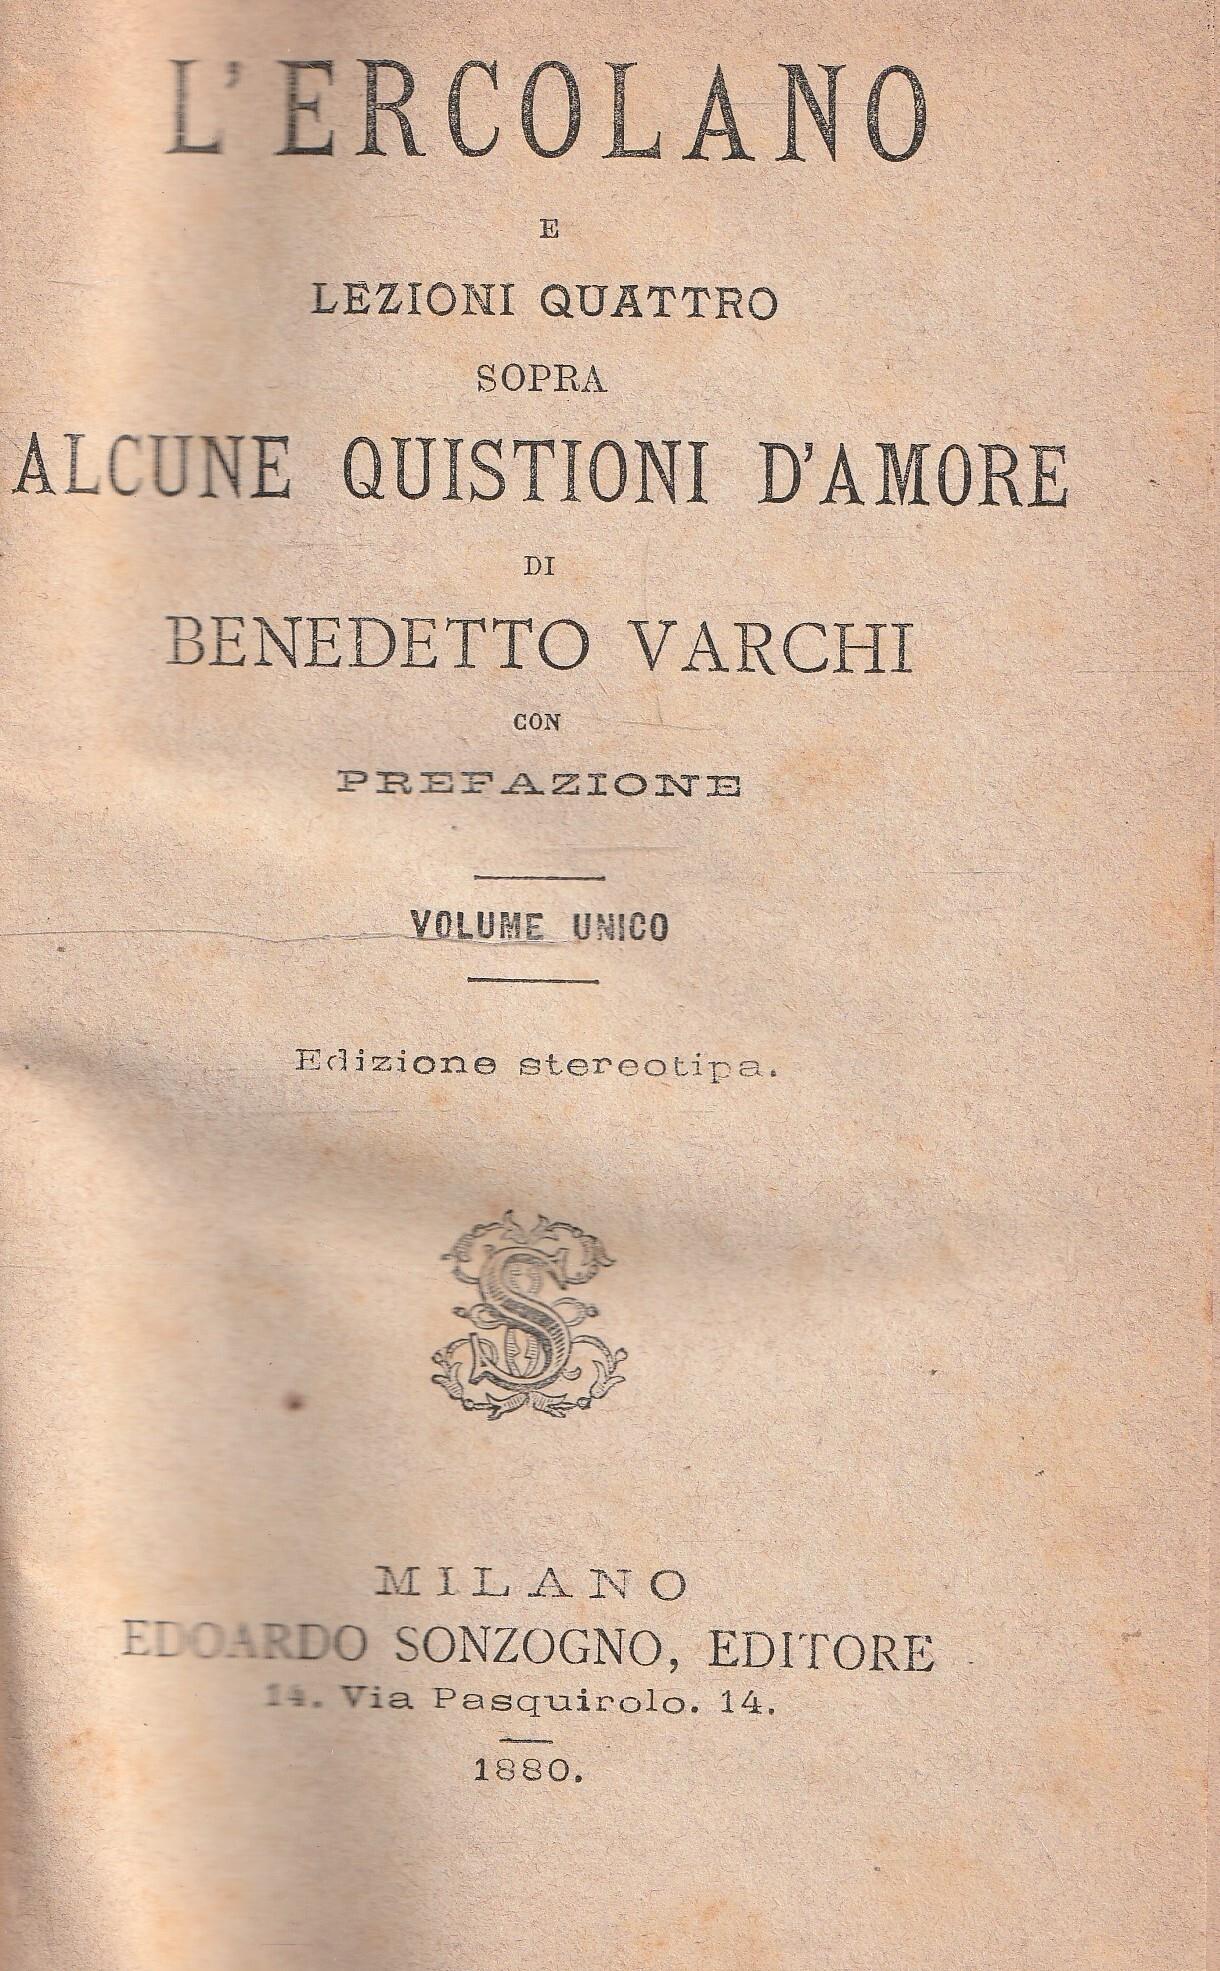 L'ERCOLANO
E
LEZIONI QUATTRO
SOPRA
ALCUNE QUISTIONI D'AMORE
DI
BENEDETTO VARCHI
CON
PREFAZIONE
VOLUME UNICO
Edizione stereotipa.
S
MILANO
EDOARDO SONZOGNO, EDITORE
14. Via Pasquirolo. 14.
1880.